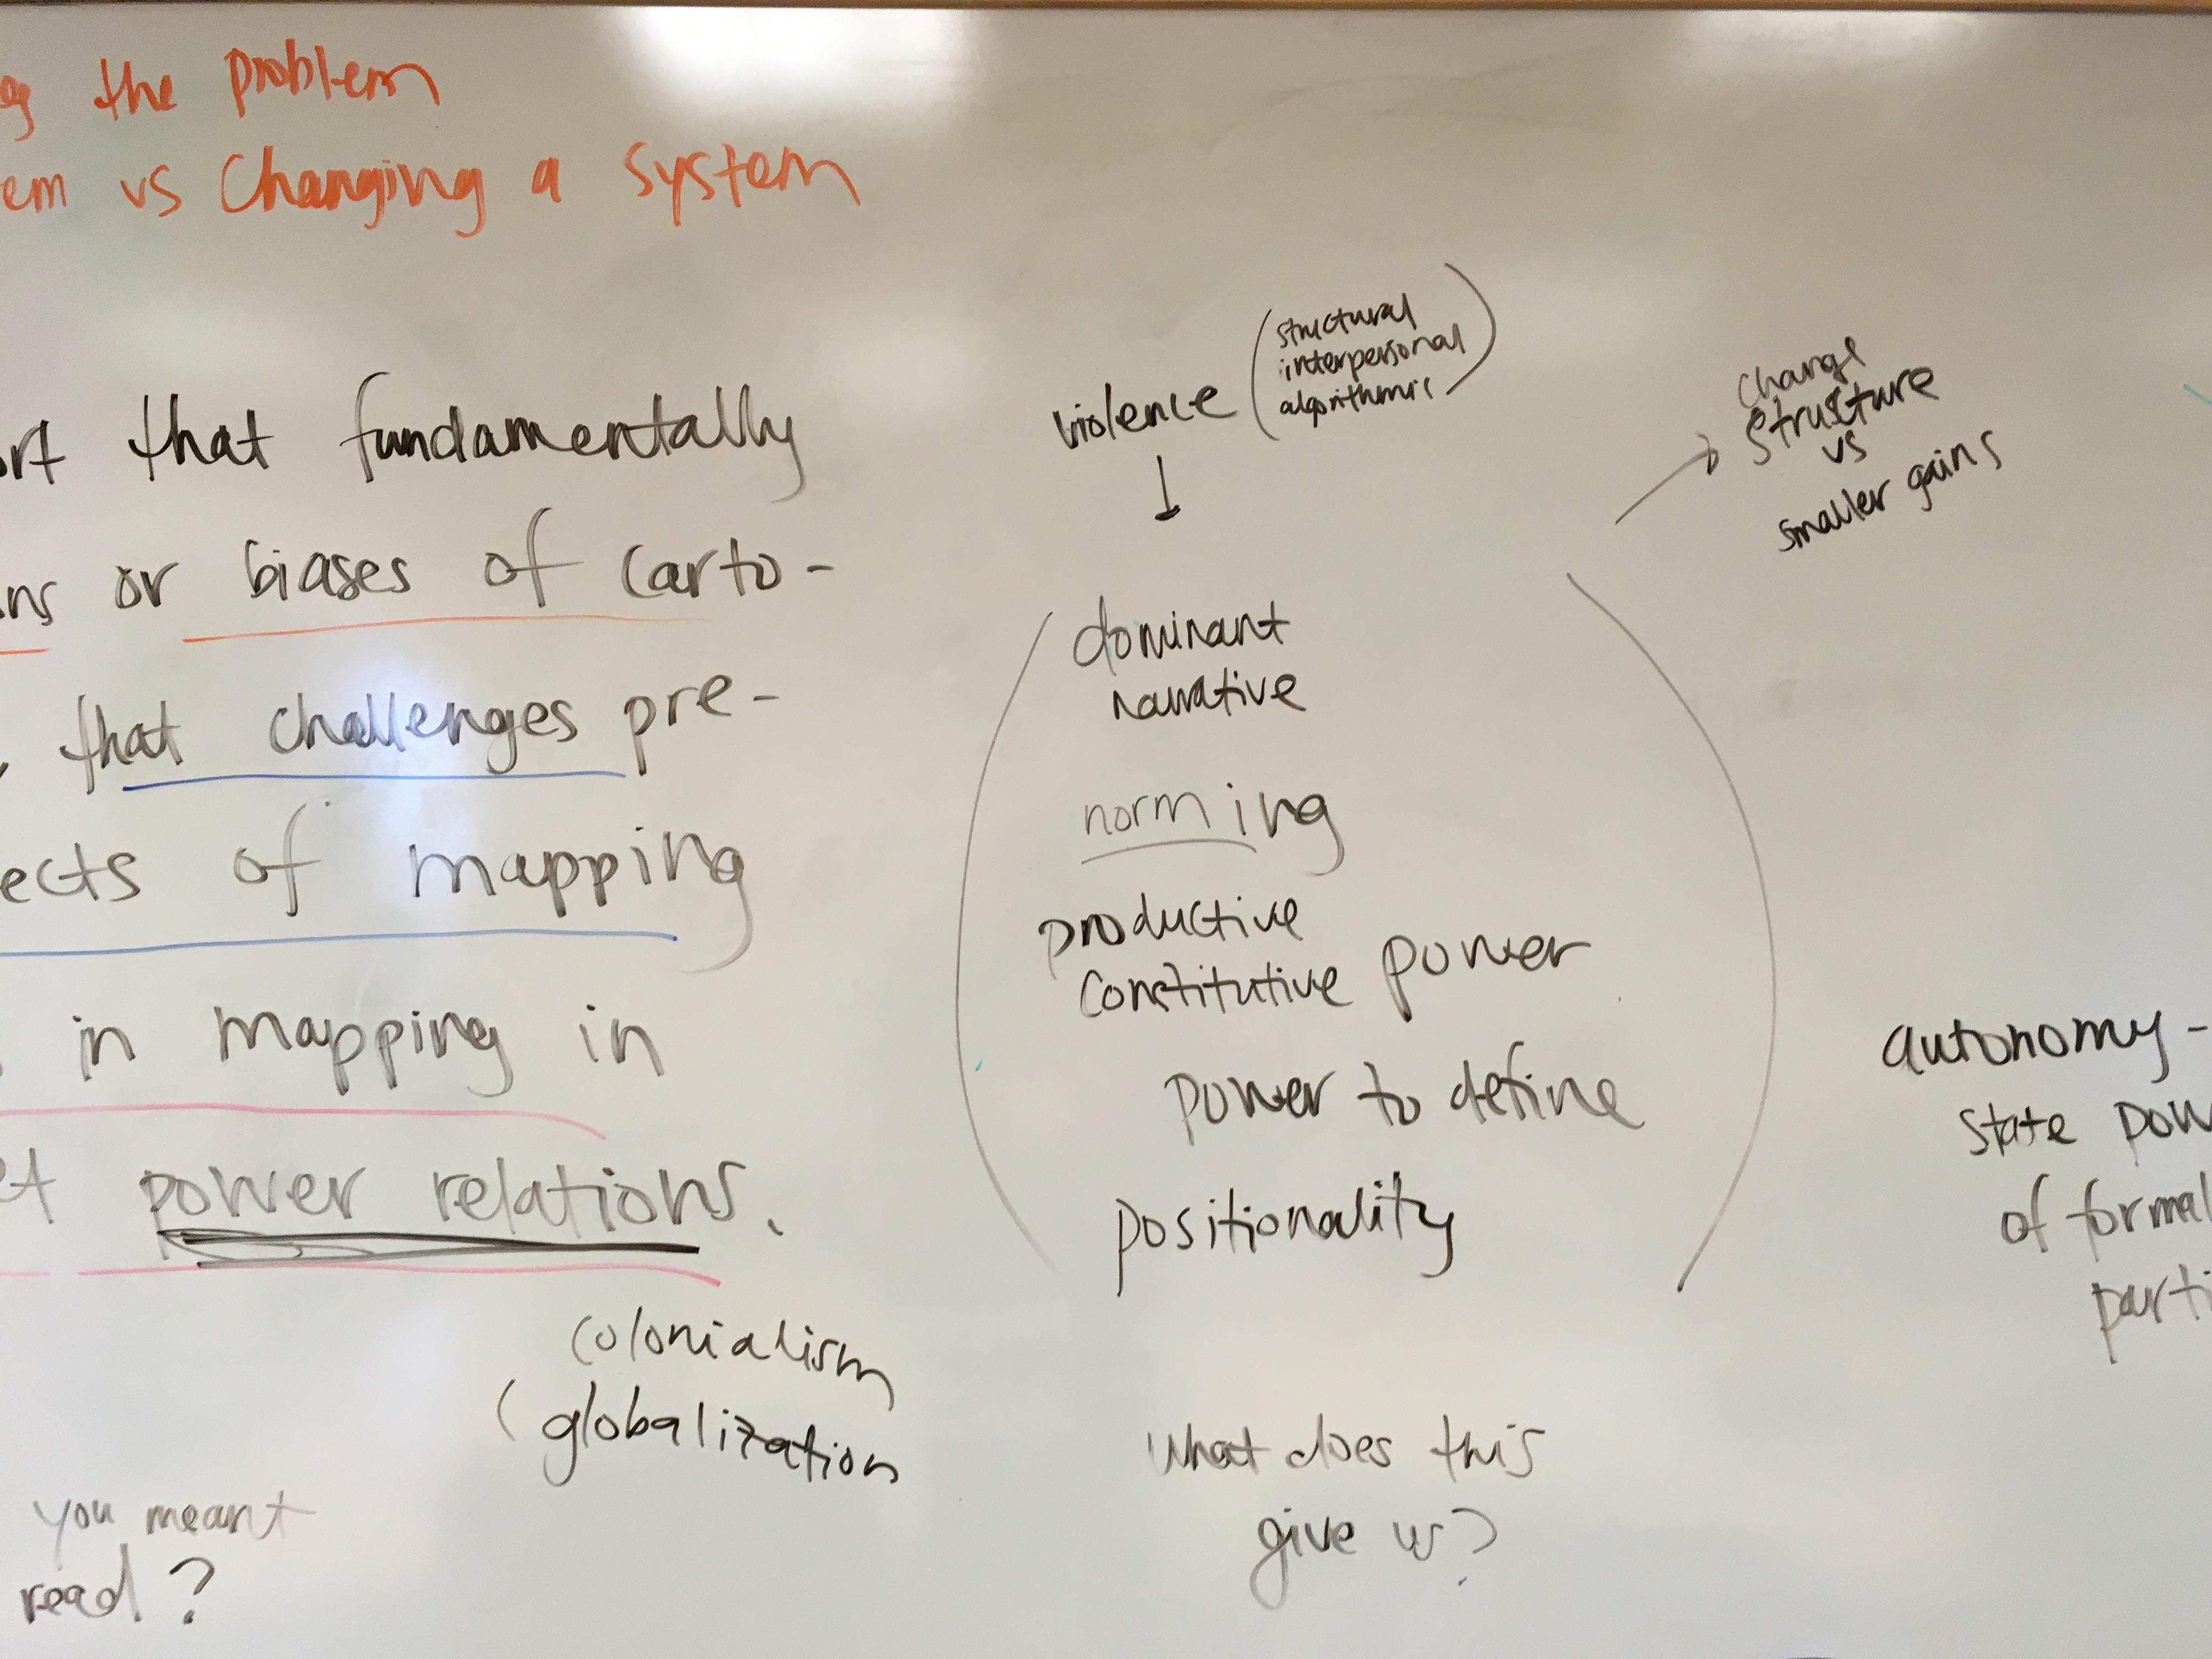 the problem
em vs Changing a system
that fundamentally
ns or biases of carto-
that challenges pre-
ects of mapping
in mapping in
power relations.
colonialism
(globalization
you meant
read?
violence (structural
interpersonal
algorithmic)
dominant
narrative
norming
productive
constitutive power
power to define
positionality
What does this
give us?
change
structure
vs
smaller gains
autonomy-
state pow
of formal
parti